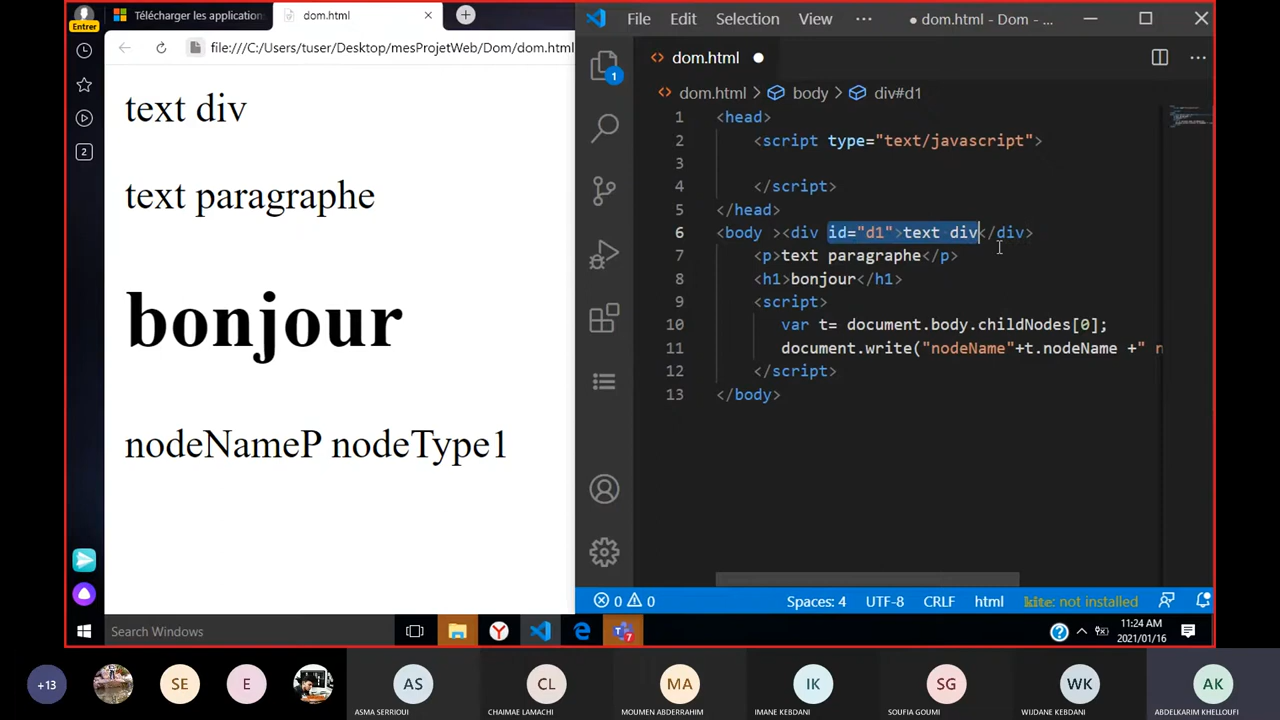 Télécharger les application
dom.html
Entrer
file:///C:/Users/tuser/Desktop/mesProjetWeb/Dom/dom.html
2
text div
text paragraphe
bonjour
nodeNameP nodeType1
File Edit Selection View ··· ● dom.html - Dom - ...
1
dom.html ●
dom.html > body > div#d1
1 <head>
2 <script type="text/javascript">
3
4 </script>
5 </head>
6 <body ><div id="d1">text div</div>
7 <p>text paragraphe</p>
8 <h1>bonjour</h1>
9 <script>
10 var t= document.body.childNodes[0];
11 document.write("nodeName"+t.nodeName +" n
12 </script>
13 </body>
0 0 Spaces: 4 UTF-8 CRLF html kite: not installed
Search Windows
11:24 AM
2021/01/16
+13 SE E AS CL MA IK SG WK AK
ASMA SERRIOUI CHAIMAE LAMACHI MOUMEN ABDERRAHIM IMANE KEBDANI SOUFIA GOUMI WIJDANE KEBDANI ABDELKARIM KHELLOUFI